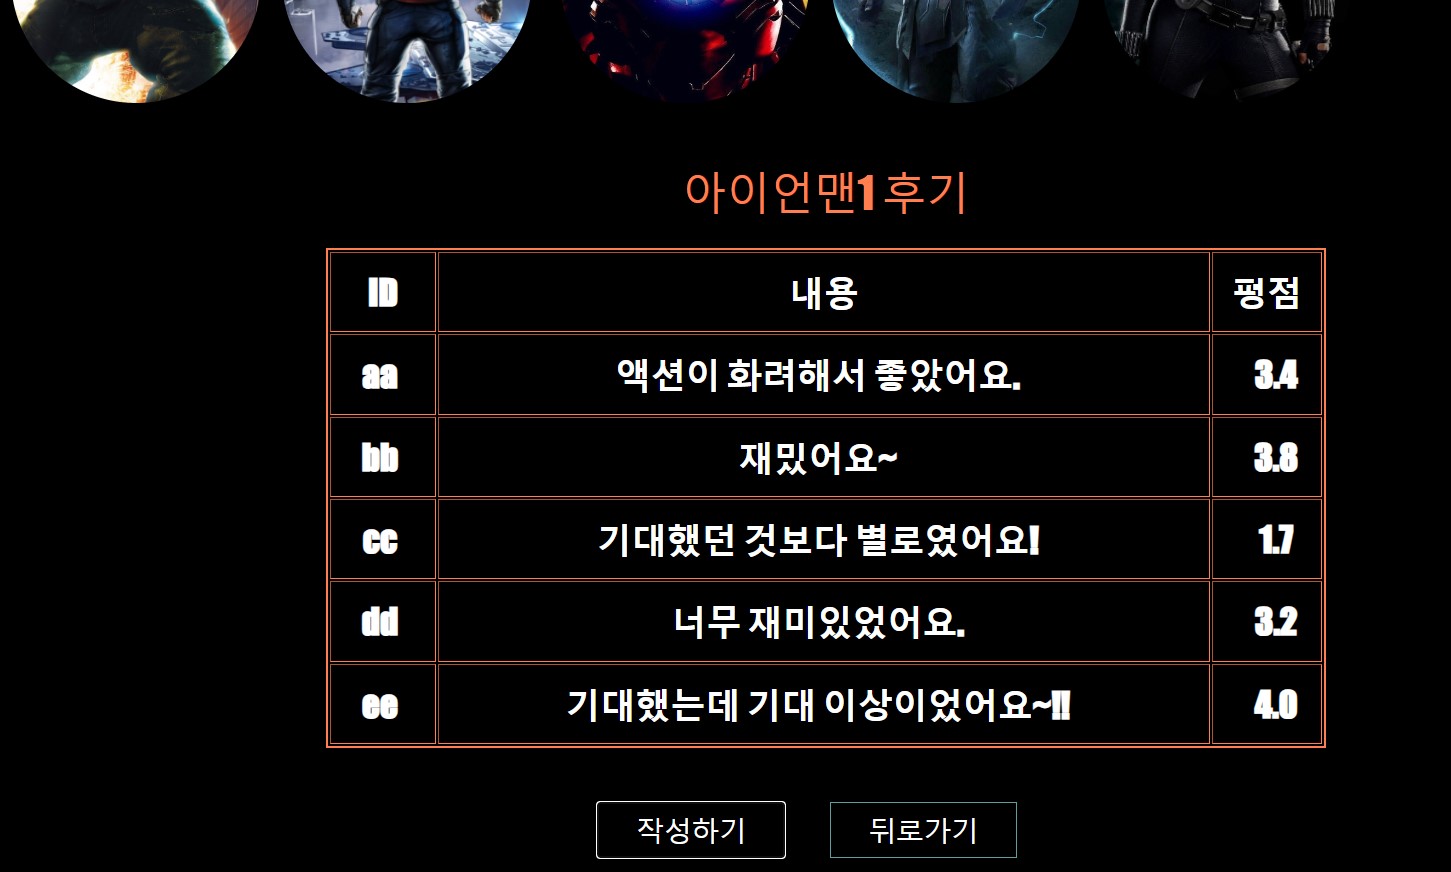 아이언맨1 후기
ID 내용 평점
aa 액션이 화려해서 좋았어요. 3.4
bb 재밌어요~ 3.8
cc 기대했던 것보다 별로였어요! 1.7
dd 너무 재미있었어요. 3.2
ee 기대했는데 기대 이상이었어요~!! 4.0
작성하기 뒤로가기